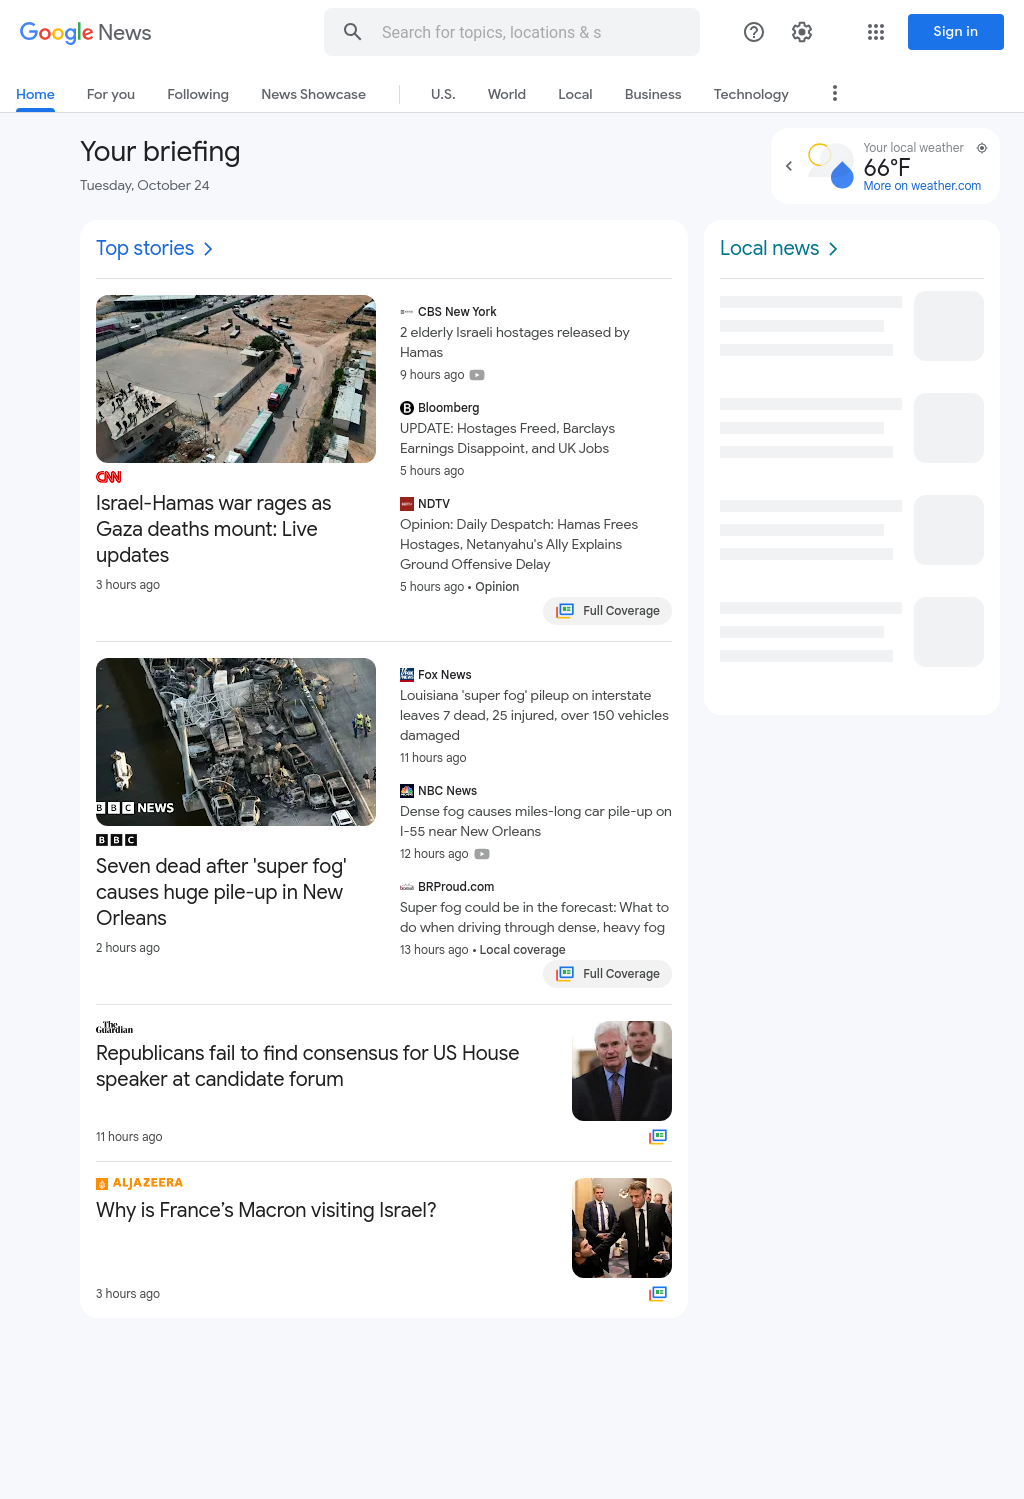 Google News
Search for topics, locations & s
Sign in
Home
For you
Following
News Showcase
U.S.
World
Local
Business
Technology
Your briefing
Tuesday, October 24
Your local weather
66°F
More on weather.com
Top stories
CNN
Israel-Hamas war rages as
Gaza deaths mount: Live
updates
3 hours ago
CBS New York
2 elderly Israeli hostages released by
Hamas
9 hours ago
B Bloomberg
UPDATE: Hostages Freed, Barclays
Earnings Disappoint, and UK Jobs
5 hours ago
NDTV
Opinion: Daily Despatch: Hamas Frees
Hostages, Netanyahu's Ally Explains
Ground Offensive Delay
5 hours ago • Opinion
Full Coverage
BBC NEWS
BBC
Seven dead after 'super fog'
causes huge pile-up in New
Orleans
2 hours ago
Fox News
Louisiana 'super fog' pileup on interstate
leaves 7 dead, 25 injured, over 150 vehicles
damaged
11 hours ago
NBC News
Dense fog causes miles-long car pile-up on
I-55 near New Orleans
12 hours ago
BRProud.com
Super fog could be in the forecast: What to
do when driving through dense, heavy fog
13 hours ago • Local coverage
Full Coverage
The
Guardian
Republicans fail to find consensus for US House
speaker at candidate forum
11 hours ago
ALJAZEERA
Why is France’s Macron visiting Israel?
3 hours ago
Local news